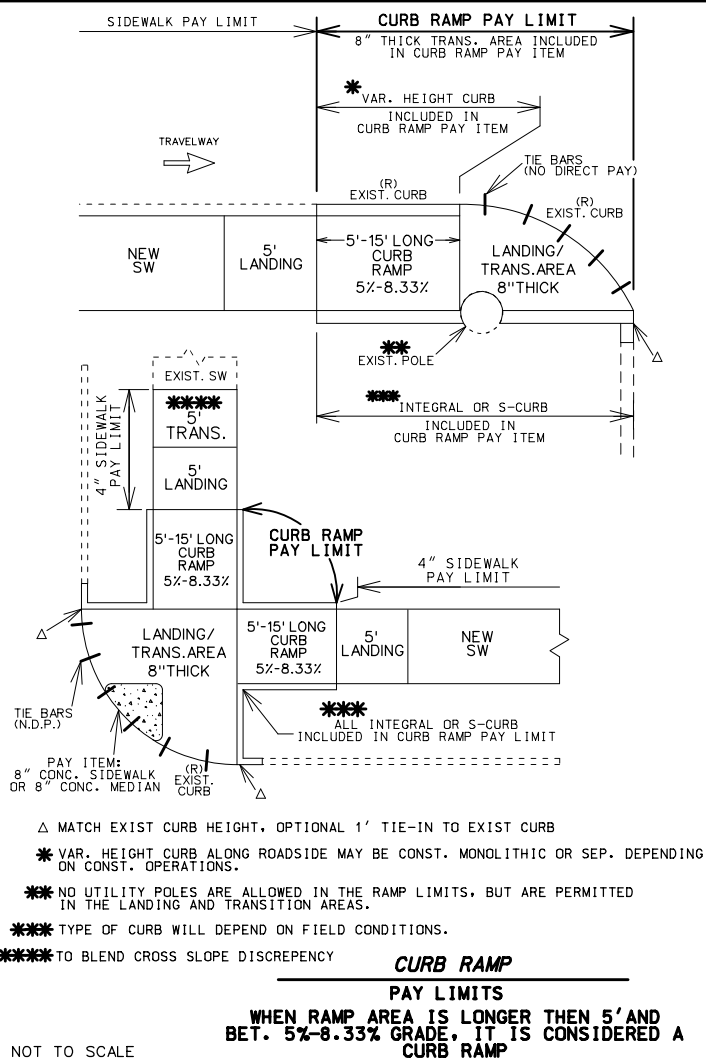 SIDEWALK PAY LIMIT
CURB RAMP PAY LIMIT
8" THICK TRANS. AREA INCLUDED
IN CURB RAMP PAY ITEM
* VAR. HEIGHT CURB
INCLUDED IN
CURB RAMP PAY ITEM
TRAVELWAY
TIE BARS
(NO DIRECT PAY)
(R)
EXIST. CURB
(R)
EXIST. CURB
NEW
SW
5'
LANDING
5'-15' LONG
CURB
RAMP
5%-8.33%
LANDING/
TRANS.AREA
8"THICK
**
EXIST. POLE
△
***
INTEGRAL OR S-CURB
INCLUDED IN
CURB RAMP PAY ITEM
EXIST. SW
****
5'
TRANS.
4" SIDEWALK
PAY LIMIT
5'
LANDING
5'-15' LONG
CURB
RAMP
5%-8.33%
CURB RAMP
PAY LIMIT
4" SIDEWALK
PAY LIMIT
△
LANDING/
TRANS.AREA
8"THICK
5'-15' LONG
CURB
RAMP
5%-8.33%
5'
LANDING
NEW
SW
TIE BARS
(N.D.P.)
***
ALL INTEGRAL OR S-CURB
INCLUDED IN CURB RAMP PAY LIMIT
PAY ITEM:
8" CONC. SIDEWALK
OR 8" CONC. MEDIAN
(R)
EXIST.
CURB
△
△ MATCH EXIST CURB HEIGHT, OPTIONAL 1' TIE-IN TO EXIST CURB
* VAR. HEIGHT CURB ALONG ROADSIDE MAY BE CONST. MONOLITHIC OR SEP. DEPENDING
ON CONST. OPERATIONS.
** NO UTILITY POLES ARE ALLOWED IN THE RAMP LIMITS, BUT ARE PERMITTED
IN THE LANDING AND TRANSITION AREAS.
*** TYPE OF CURB WILL DEPEND ON FIELD CONDITIONS.
**** TO BLEND CROSS SLOPE DISCREPENCY
CURB RAMP
PAY LIMITS
WHEN RAMP AREA IS LONGER THEN 5' AND
BET. 5%-8.33% GRADE, IT IS CONSIDERED A
CURB RAMP
NOT TO SCALE